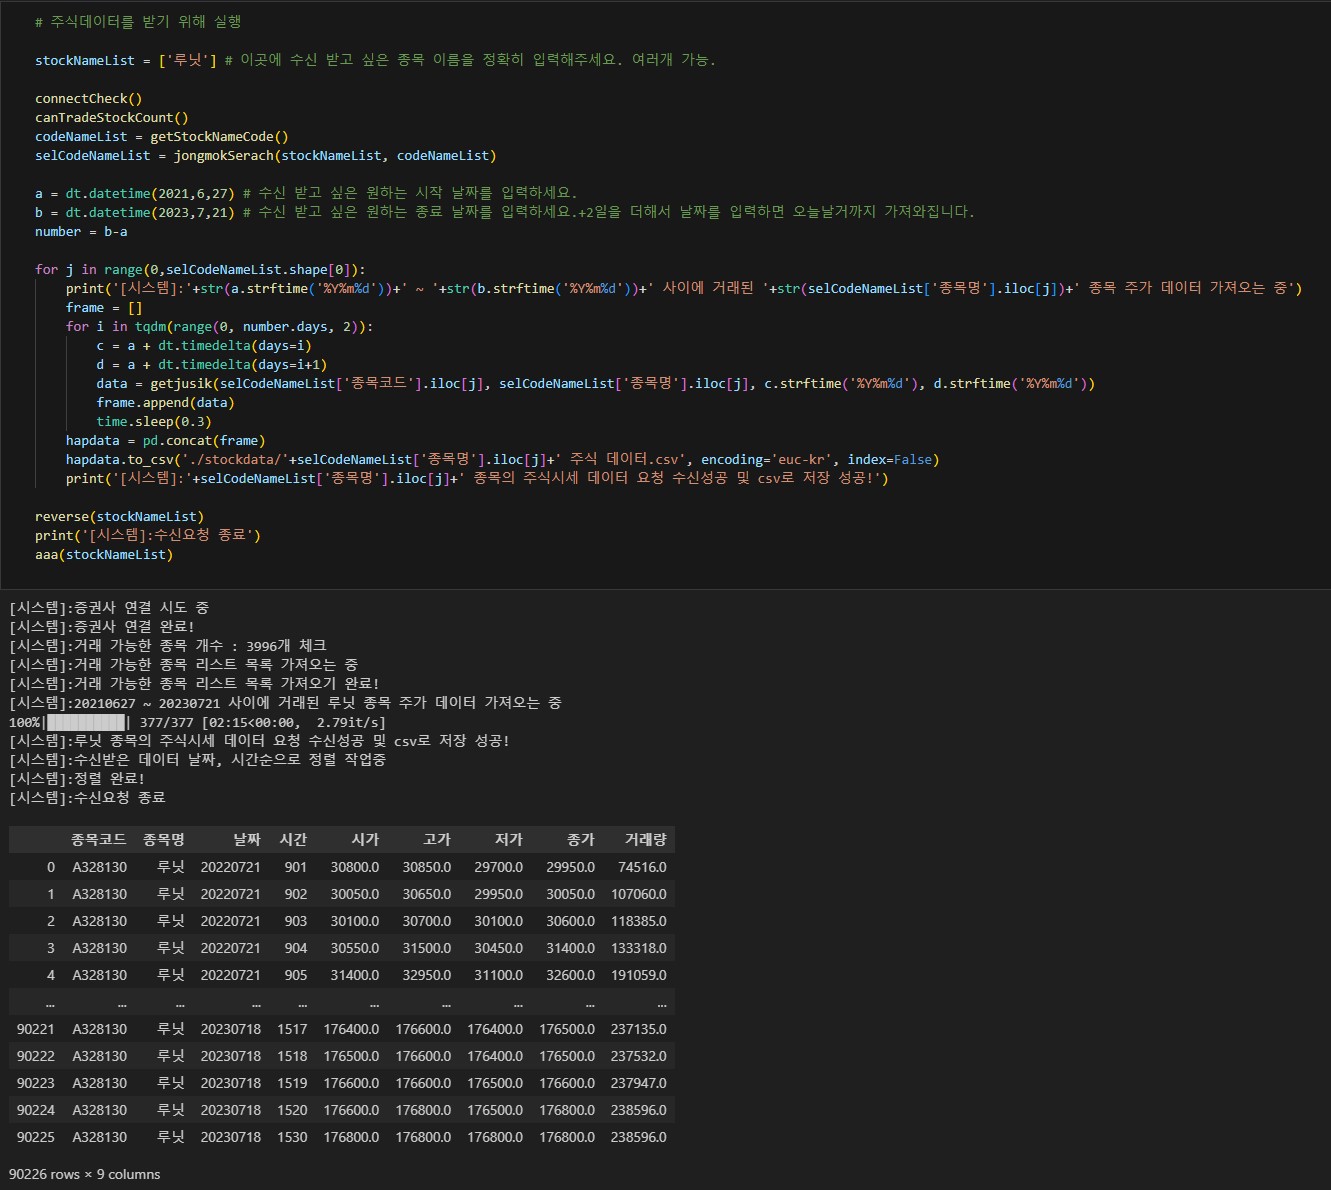 # 주식데이터를 받기 위해 실행
stockNameList = ['루닛'] # 이곳에 수신 받고 싶은 종목 이름을 정확히 입력해주세요. 여러개 가능.
connectCheck()
canTradeStockCount()
codeNameList = getStockNameCode()
selCodeNameList = jongmokSerach(stockNameList, codeNameList)
a = dt.datetime(2021,6,27) # 수신 받고 싶은 원하는 시작 날짜를 입력하세요.
b = dt.datetime(2023,7,21) # 수신 받고 싶은 원하는 종료 날짜를 입력하세요.+2일을 더해서 날짜를 입력하면 오늘날거까지 가져와집니다.
number = b-a
for j in range(0,selCodeNameList.shape[0]):
    print('[시스템]:'+str(a.strftime('%Y%m%d'))+' ~ '+str(b.strftime('%Y%m%d'))+' 사이에 거래된 '+str(selCodeNameList['종목명'].iloc[j])+' 종목 주가 데이터 가져오는 중')
    frame = []
    for i in tqdm(range(0, number.days, 2)):
        c = a + dt.timedelta(days=i)
        d = a + dt.timedelta(days=i+1)
        data = getjusik(selCodeNameList['종목코드'].iloc[j], selCodeNameList['종목명'].iloc[j], c.strftime('%Y%m%d'), d.strftime('%Y%m%d'))
        frame.append(data)
        time.sleep(0.3)
    hapdata = pd.concat(frame)
    hapdata.to_csv('./stockdata/'+selCodeNameList['종목명'].iloc[j]+' 주식 데이터.csv', encoding='euc-kr', index=False)
    print('[시스템]:'+selCodeNameList['종목명'].iloc[j]+' 종목의 주식시세 데이터 요청 수신성공 및 csv로 저장 성공!')
reverse(stockNameList)
print('[시스템]:수신요청 종료')
aaa(stockNameList)
[시스템]:증권사 연결 시도 중
[시스템]:증권사 연결 완료!
[시스템]:거래 가능한 종목 개수 : 3996개 체크
[시스템]:거래 가능한 종목 리스트 목록 가져오는 중
[시스템]:거래 가능한 종목 리스트 목록 가져오기 완료!
[시스템]:20210627 ~ 20230721 사이에 거래된 루닛 종목 주가 데이터 가져오는 중
100%|██████████| 377/377 [02:15<00:00,  2.79it/s]
[시스템]:루닛 종목의 주식시세 데이터 요청 수신성공 및 csv로 저장 성공!
[시스템]:수신받은 데이터 날짜, 시간순으로 정렬 작업중
[시스템]:정렬 완료!
[시스템]:수신요청 종료
종목코드 종목명 날짜 시간 시가 고가 저가 종가 거래량
0 A328130 루닛 20220721 901 30800.0 30850.0 29700.0 29950.0 74516.0
1 A328130 루닛 20220721 902 30050.0 30650.0 29950.0 30050.0 107060.0
2 A328130 루닛 20220721 903 30100.0 30700.0 30100.0 30600.0 118385.0
3 A328130 루닛 20220721 904 30550.0 31500.0 30450.0 31400.0 133318.0
4 A328130 루닛 20220721 905 31400.0 32950.0 31100.0 32600.0 191059.0
... ... ... ... ... ... ... ... ... ...
90221 A328130 루닛 20230718 1517 176400.0 176600.0 176400.0 176500.0 237135.0
90222 A328130 루닛 20230718 1518 176500.0 176600.0 176400.0 176500.0 237532.0
90223 A328130 루닛 20230718 1519 176600.0 176600.0 176500.0 176600.0 237947.0
90224 A328130 루닛 20230718 1520 176600.0 176800.0 176500.0 176800.0 238596.0
90225 A328130 루닛 20230718 1530 176800.0 176800.0 176800.0 176800.0 238596.0
90226 rows × 9 columns